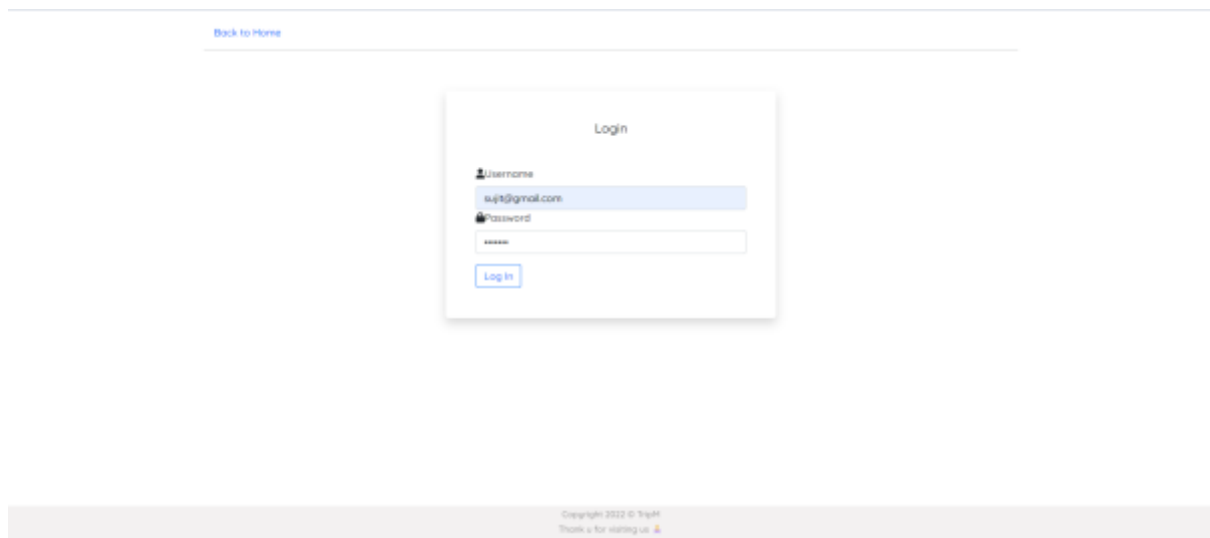 Back to Home
Login
Username
sujit@gmail.com
Password
Log In
Copyright 2022 © TripM
Thank u for visiting us